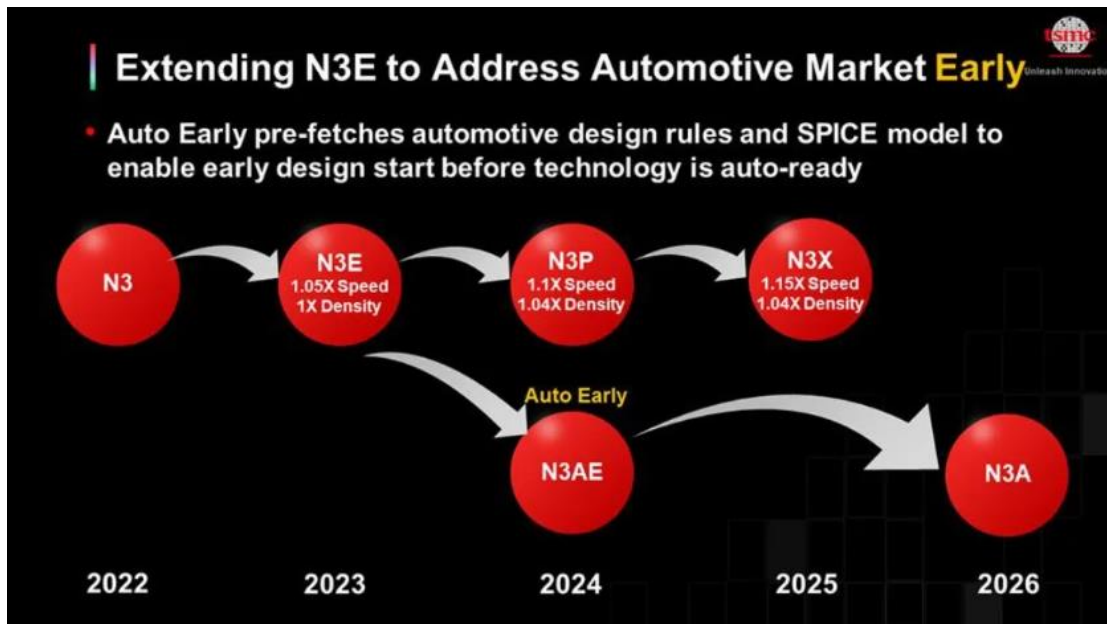 tsmc
Unleash Innovation
Extending N3E to Address Automotive Market Early
• Auto Early pre-fetches automotive design rules and SPICE model to
enable early design start before technology is auto-ready
N3
N3E
1.05X Speed
1X Density
N3P
1.1X Speed
1.04X Density
N3X
1.15X Speed
1.04X Density
Auto Early
N3AE
N3A
2022
2023
2024
2025
2026